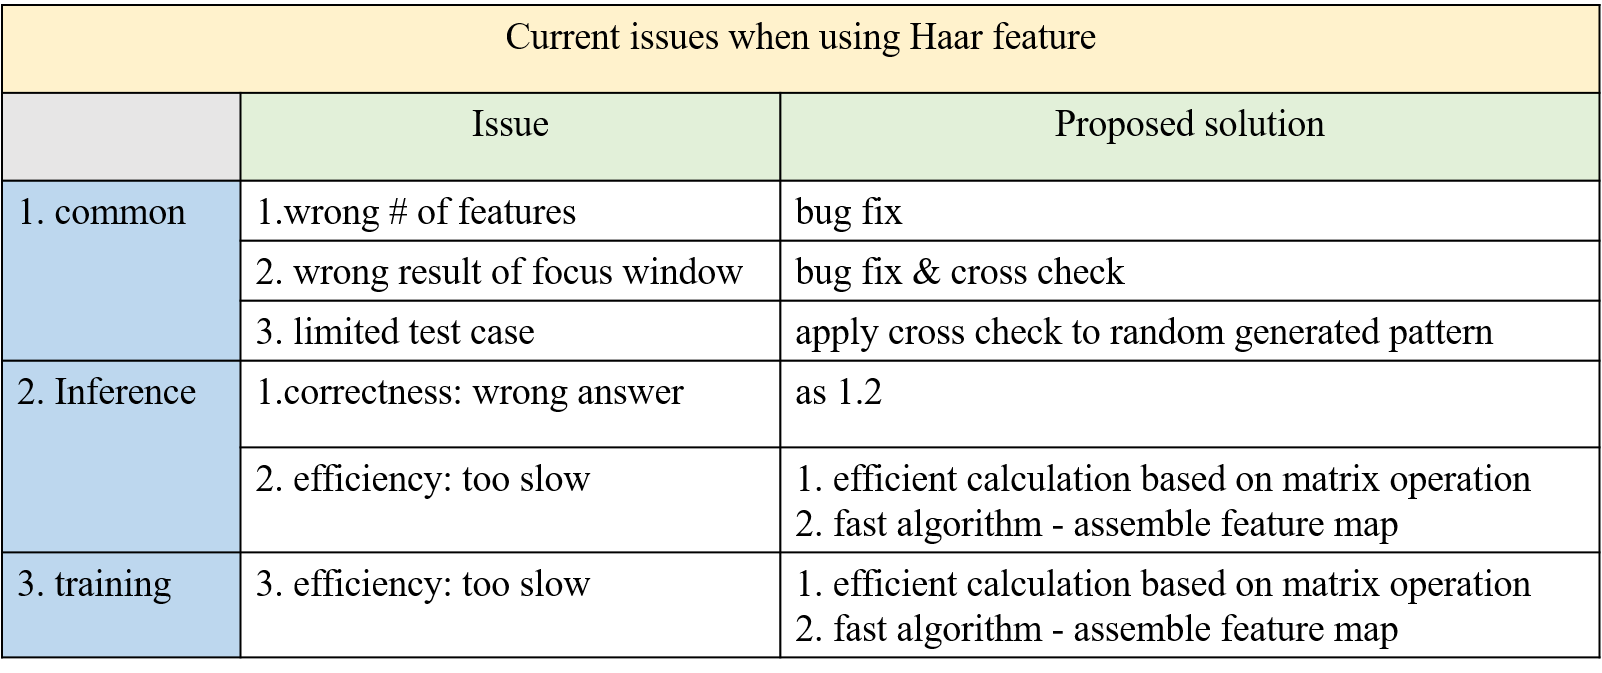 Current issues when using Haar feature
Issue
Proposed solution
1. common
1.wrong # of features
bug fix
2. wrong result of focus window
bug fix & cross check
3. limited test case
apply cross check to random generated pattern
2. Inference
1.correctness: wrong answer
as 1.2
2. efficiency: too slow
1. efficient calculation based on matrix operation
2. fast algorithm - assemble feature map
3. training
3. efficiency: too slow
1. efficient calculation based on matrix operation
2. fast algorithm - assemble feature map